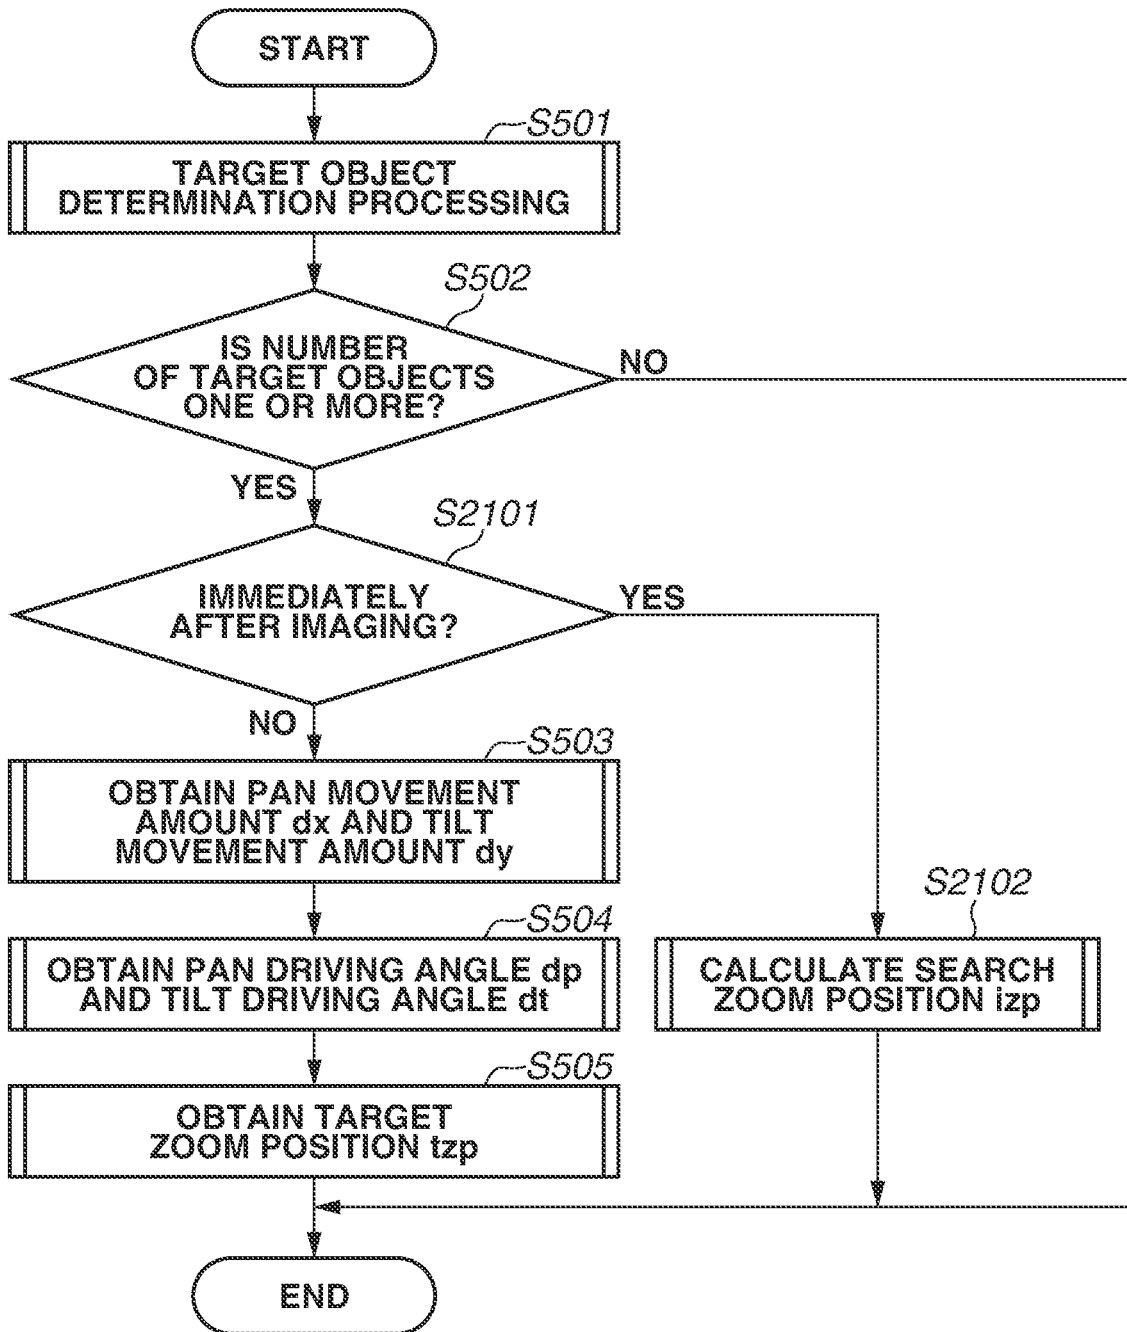 START
S501
TARGET OBJECT
DETERMINATION PROCESSING
S502
IS NUMBER
OF TARGET OBJECTS
ONE OR MORE?
NO
YES
S2101
IMMEDIATELY
AFTER IMAGING?
YES
NO
S503
OBTAIN PAN MOVEMENT
AMOUNT dx AND TILT
MOVEMENT AMOUNT dy
S504
OBTAIN PAN DRIVING ANGLE dp
AND TILT DRIVING ANGLE dt
S2102
CALCULATE SEARCH
ZOOM POSITION izp
S505
OBTAIN TARGET
ZOOM POSITION tzp
END